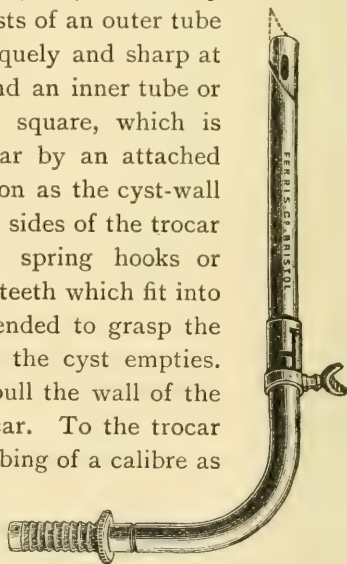 sts of an outer tube
quely and sharp at
nd an inner tube or
square, which is
ar by an attached
on as the cyst-wall
sides of the trocar
spring hooks or
teeth which fit into
ended to grasp the
the cyst empties.
pull the wall of the
ar. To the trocar
bing of a calibre as
FERRIS Co. BRISTOL